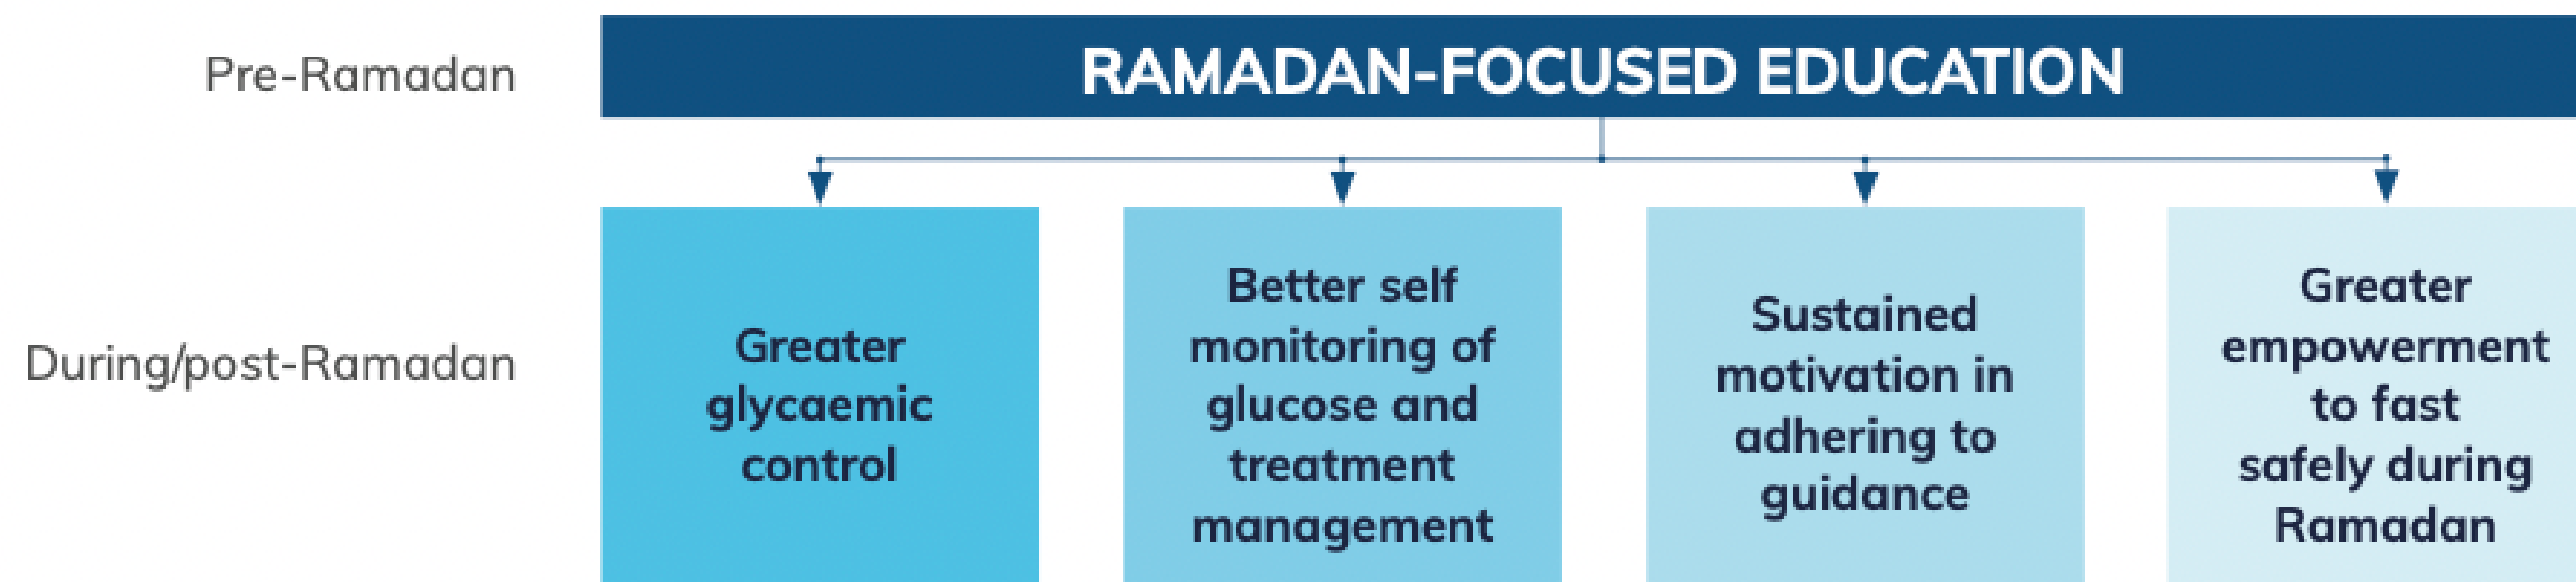 Pre-Ramadan
RAMADAN-FOCUSED EDUCATION
During/post-Ramadan
Greater
glycaemic
control
Better self
monitoring of
glucose and
treatment
management
Sustained
motivation in
adhering to
guidance
Greater
empowerment
to fast
safely during
Ramadan